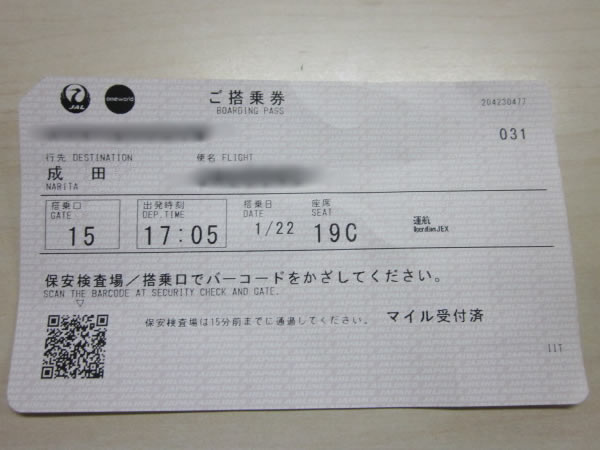 JAL
oneworld
ご搭乗券
BOARDING PASS
204230477
031
行先 DESTINATION
便名 FLIGHT
成田
NARITA
搭乗口
GATE
15
出発時刻
DEP.TIME
17:05
搭乗日
DATE
1/22
座席
SEAT
19C
運航
Operation:JEX
保安検査場/搭乗口でバーコードをかざしてください。
SCAN THE BARCODE AT SECURITY CHECK AND GATE.
保安検査場は15分前までに通過してください。
マイル受付済